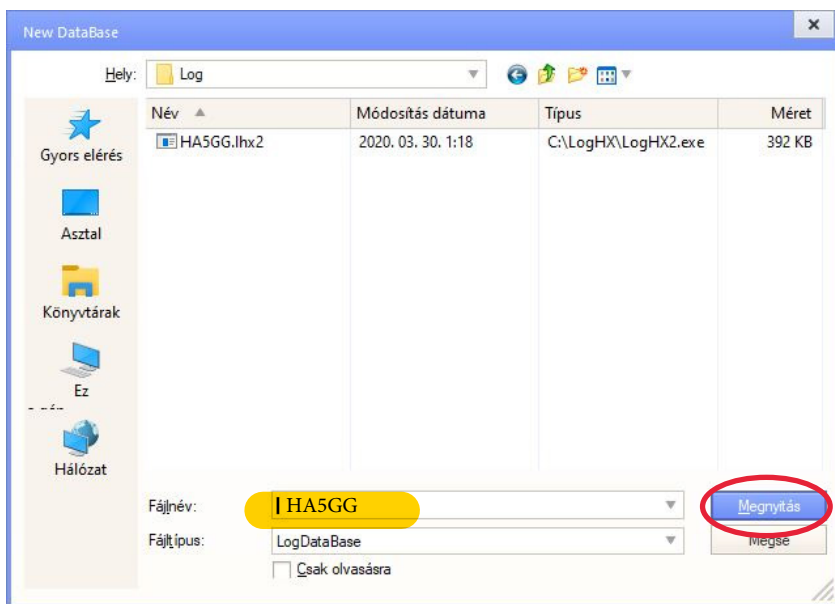 New DataBase
Hely: Log
Név Módosítás dátuma Típus Méret
HA5GG.lhx2 2020. 03. 30. 1:18 C:\LogHX\LogHX2.exe 392 KB
Gyors elérés
Asztal
Könyvtárak
Ez
Hálózat
Fájlnév: HA5GG Megnyitás
Fájltípus: LogDataBase Mégse
Csak olvasásra